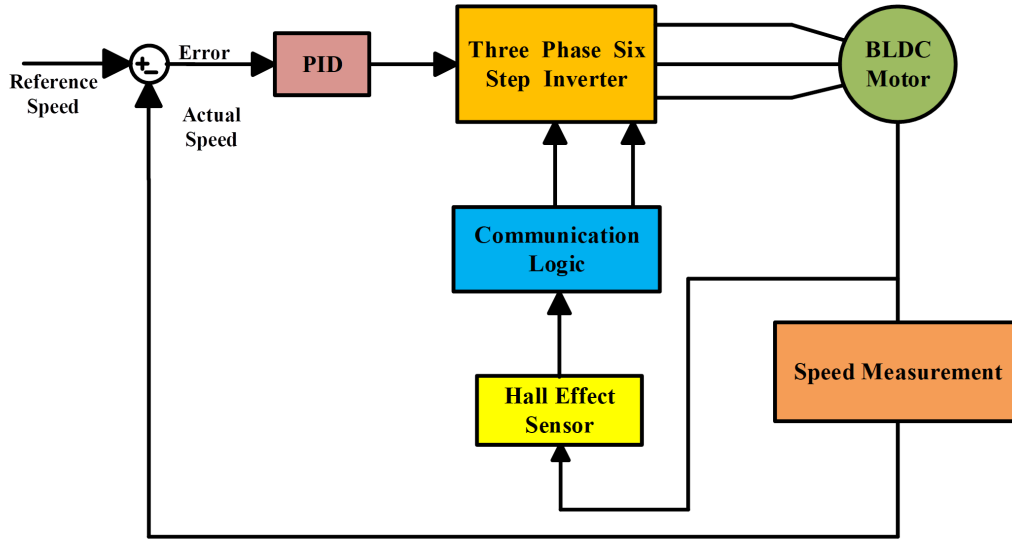 Reference
Speed
+
-
Error
Actual
Speed
PID
Three Phase Six
Step Inverter
BLDC
Motor
Communication
Logic
Hall Effect
Sensor
Speed Measurement